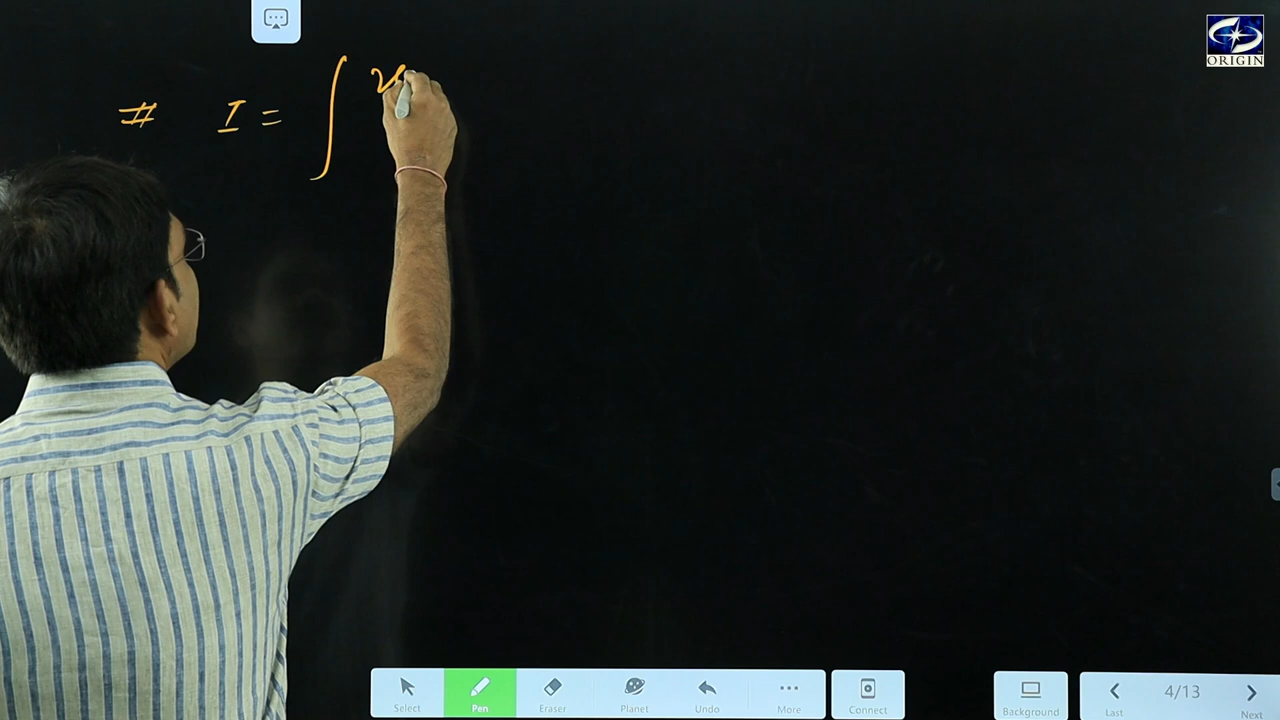 ORIGIN
# I = ∫ x
Select Pen Eraser Planet Undo More Connect Background Last 4/13 Next